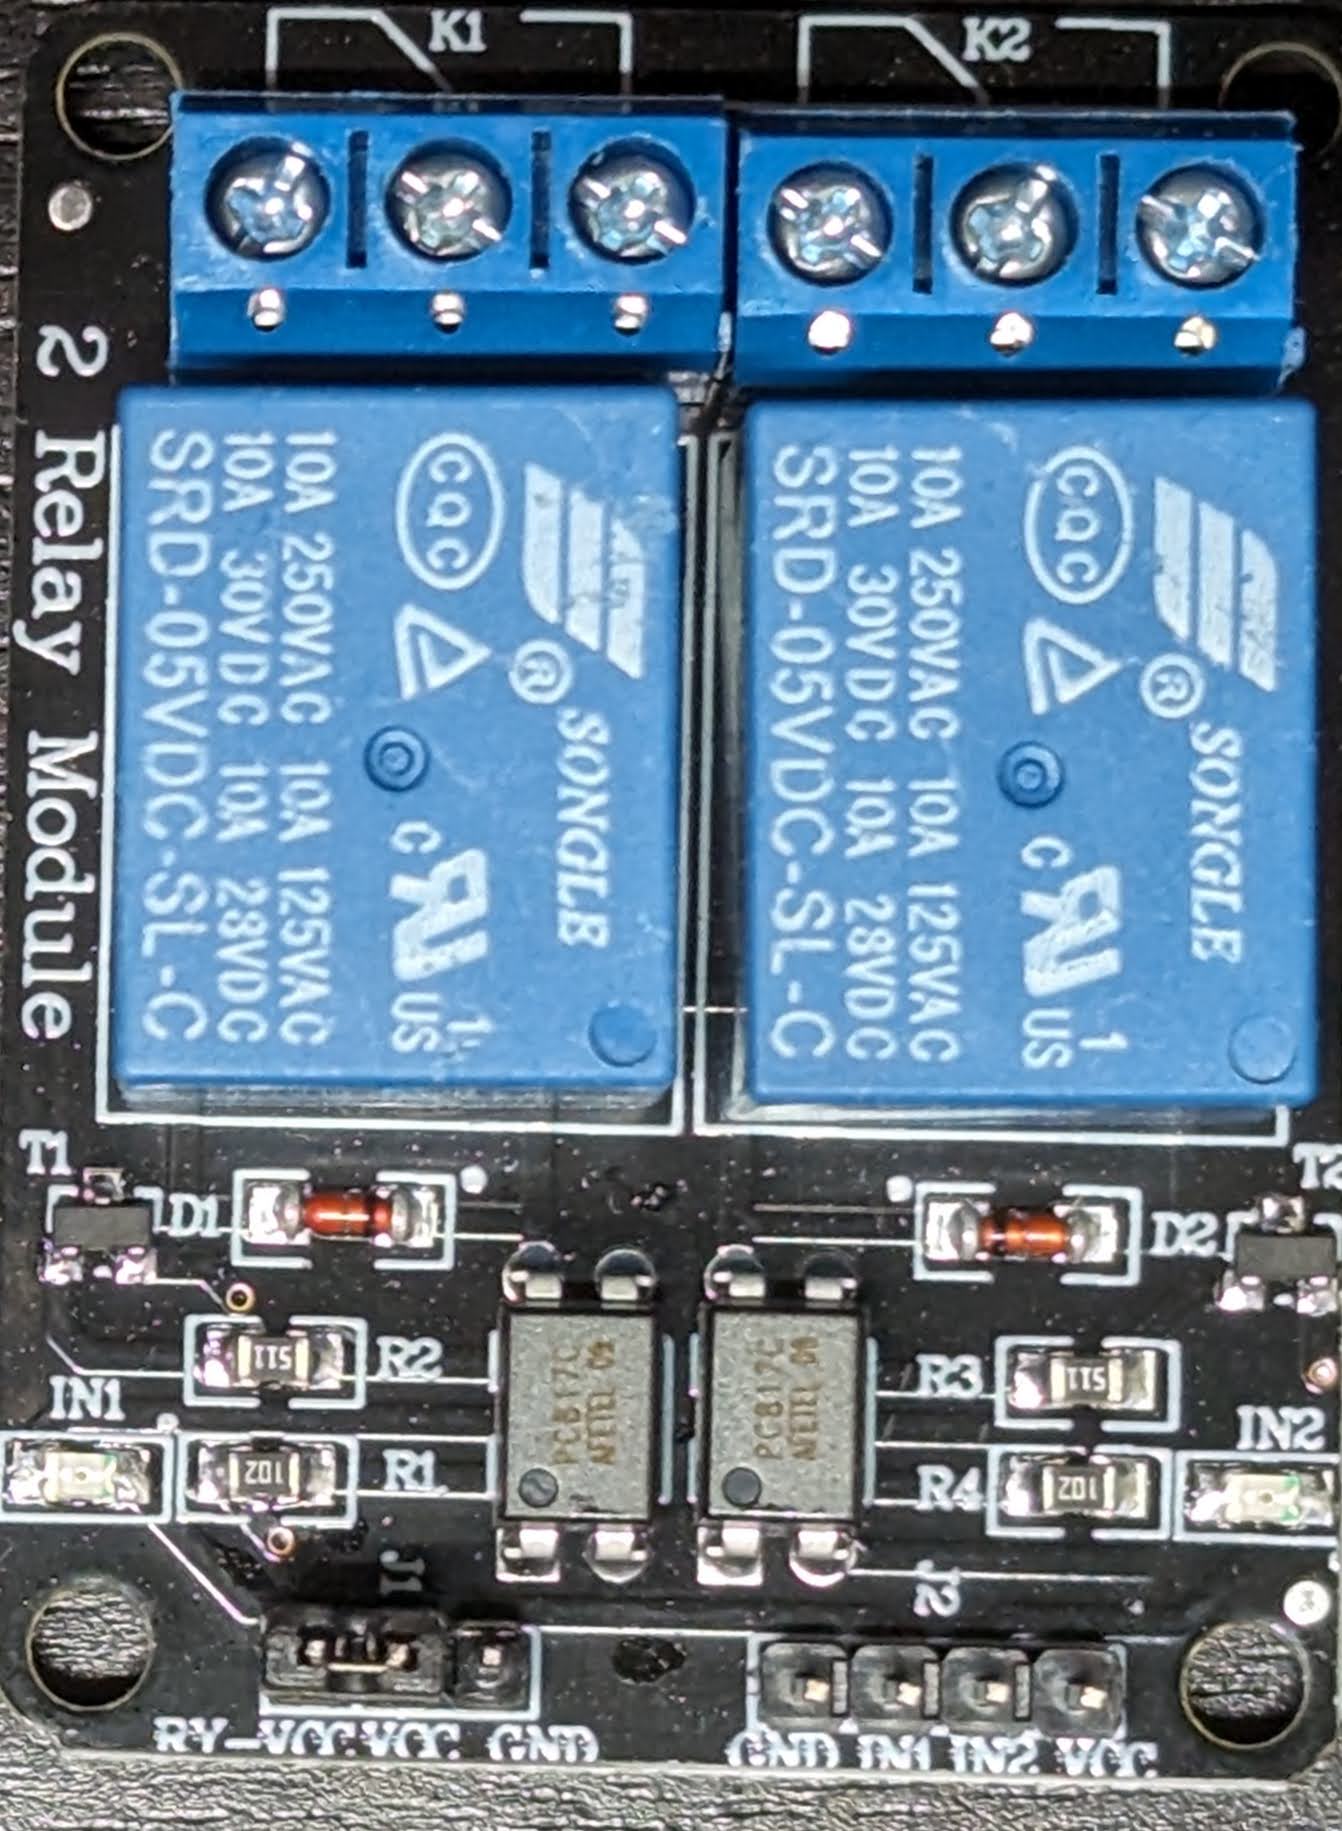 K1
K2
2 Relay Module
SONGLE
®
CQC
C
US
1
10A 250VAC 10A 125VAC
10A 30VDC 10A 28VDC
SRD-05VDC-SL-C
SONGLE
®
CQC
C
US
1
10A 250VAC 10A 125VAC
10A 30VDC 10A 28VDC
SRD-05VDC-SL-C
T1
D1
D2
T2
511
R2
R3
511
IN1
IN2
102
R1
PC817C
PC817C
R4
102
J1
J2
RY-VCC VCC GND
GND IN1 IN2 VCC